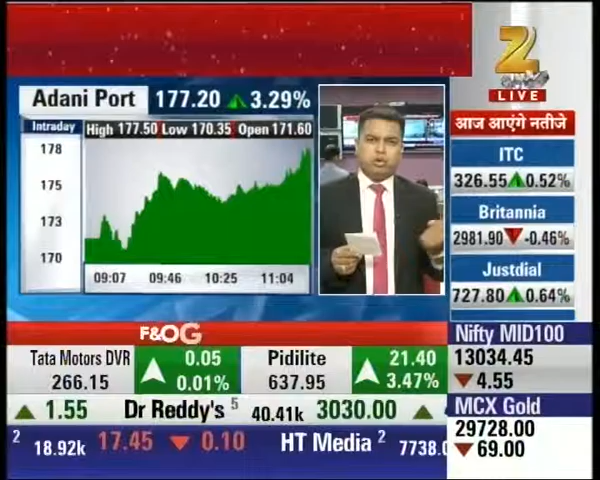 LIVE
Adani Port 177.20 3.29%
Intraday High 177.50 Low 170.35 Open 171.60
178
175
173
170
09:07 09:46 10:25 11:04
आज आएंगे नतीजे
ITC
326.55 0.52%
Britannia
2981.90 -0.46%
Justdial
727.80 0.64%
F&O
Tata Motors DVR 0.05
266.15 0.01%
Pidilite 21.40
637.95 3.47%
Nifty MID100
13034.45
4.55
1.55 Dr Reddy's 5 40.41k 3030.00
MCX Gold
29728.00
69.00
2 18.92k 17.45 0.10 HT Media 2 7738.0